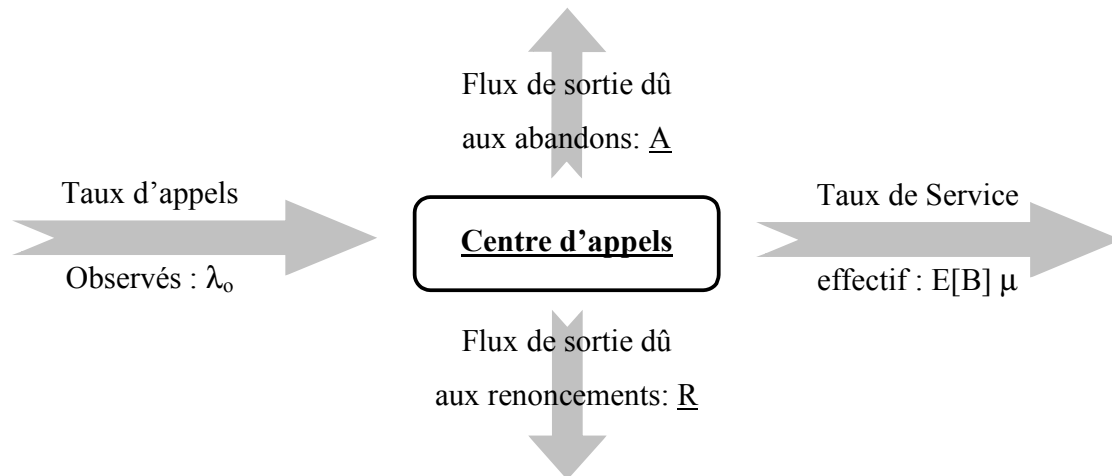 Flux de sortie dû
aux abandons: A
Taux d’appels
Observés : λo
Centre d’appels
Taux de Service
effectif : E[B] μ
Flux de sortie dû
aux renoncements: R